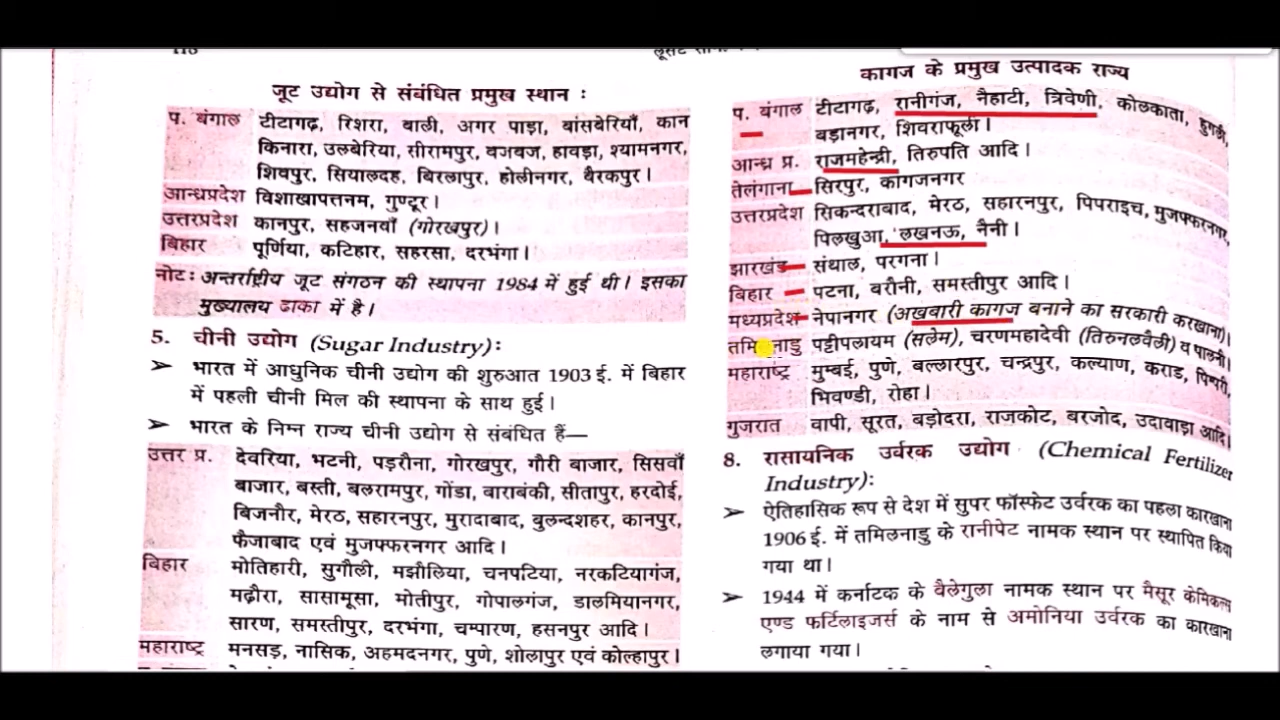 जूट उद्योग से संबंधित प्रमुख स्थान :
प. बंगाल टीटागढ़, रिशरा, बाली, अगर पाड़ा, बांसबेरियाँ, कान
किनारा, उलबेरिया, सीरामपुर, बजबज, हावड़ा, श्यामनगर,
शिवपुर, सियालदह, बिरलापुर, होलीनगर, बैरकपुर।
आन्ध्रप्रदेश विशाखापत्तनम, गुण्टूर।
उत्तरप्रदेश कानपुर, सहजनवाँ (गोरखपुर)।
बिहार पूर्णिया, कटिहार, सहरसा, दरभंगा।
नोट : अन्तर्राष्ट्रीय जूट संगठन की स्थापना 1984 में हुई थी। इसका
मुख्यालय ढाका में है।
5. चीनी उद्योग (Sugar Industry) :
➢ भारत में आधुनिक चीनी उद्योग की शुरुआत 1903 ई. में बिहार
में पहली चीनी मिल की स्थापना के साथ हुई।
➢ भारत के निम्न राज्य चीनी उद्योग से संबंधित हैं—
उत्तर प्र. देवरिया, भटनी, पड़रौना, गोरखपुर, गौरी बाजार, सिसवाँ
बाजार, बस्ती, बलरामपुर, गोंडा, बाराबंकी, सीतापुर, हरदोई,
बिजनौर, मेरठ, सहारनपुर, मुरादाबाद, बुलन्दशहर, कानपुर,
फैजाबाद एवं मुजफ्फरनगर आदि।
बिहार मोतिहारी, सुगौली, मझौलिया, चनपटिया, नरकटियागंज,
मढ़ौरा, सासामूसा, मोतीपुर, गोपालगंज, डालमियानगर,
सारण, समस्तीपुर, दरभंगा, चम्पारण, हसनपुर आदि।
महाराष्ट्र मनसड़, नासिक, अहमदनगर, पुणे, शोलापुर एवं कोल्हापुर।
कागज के प्रमुख उत्पादक राज्य
प. बंगाल टीटागढ़, रानीगंज, नैहाटी, त्रिवेणी, कोलकाता, हुगली,
बड़ानगर, शिवराफूली।
आन्ध्र प्र. राजमहेन्द्री, तिरुपति आदि।
तेलंगाना सिरपुर, कागजनगर
उत्तरप्रदेश सिकन्दराबाद, मेरठ, सहारनपुर, पिपराइच, मुजफ्फरनगर,
पिलखुआ, लखनऊ, नैनी।
झारखंड संथाल, परगना।
बिहार पटना, बरौनी, समस्तीपुर आदि।
मध्यप्रदेश नेपानगर (अखबारी कागज बनाने का सरकारी करखाना)।
तमिलनाडु पट्टीपलायम (सलेम), चरणमहादेवी (तिरुनलवैली) व पालनी।
महाराष्ट्र मुम्बई, पुणे, बल्लारपुर, चन्द्रपुर, कल्याण, कराड, पिम्परी,
भिवण्डी, रोहा।
गुजरात वापी, सूरत, बड़ोदरा, राजकोट, बरजोद, उदावाड़ा आदि।
8. रासायनिक उर्वरक उद्योग (Chemical Fertilizer
Industry) :
➢ ऐतिहासिक रूप से देश में सुपर फॉस्फेट उर्वरक का पहला कारखाना
1906 ई. में तमिलनाडु के रानीपेट नामक स्थान पर स्थापित किया
गया था।
➢ 1944 में कर्नाटक के वैलेगुला नामक स्थान पर मैसूर केमिकल्स
एण्ड फर्टिलाइजर्स के नाम से अमोनिया उर्वरक का कारखाना
लगाया गया।